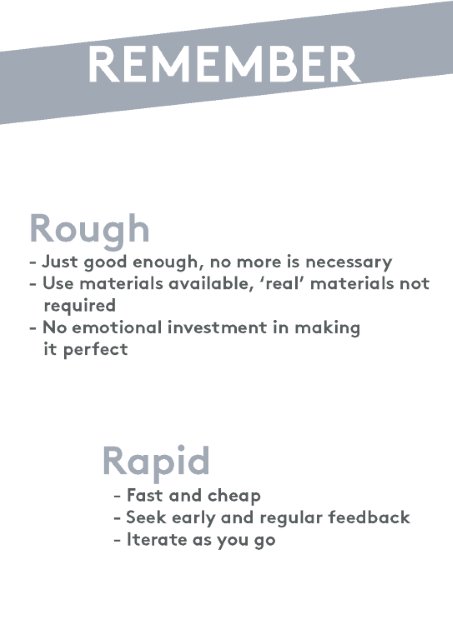 REMEMBER
Rough
- Just good enough, no more is necessary
- Use materials available, ‘real’ materials not
required
- No emotional investment in making
it perfect
Rapid
- Fast and cheap
- Seek early and regular feedback
- Iterate as you go